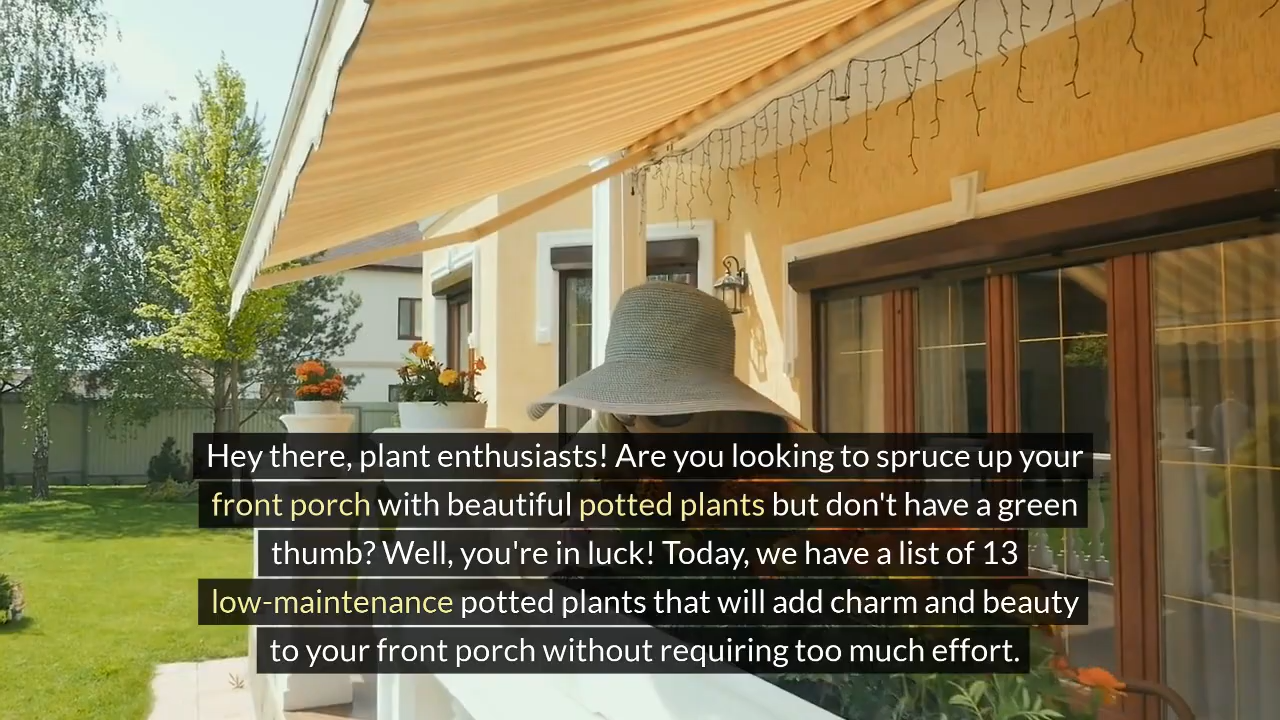 Hey there, plant enthusiasts! Are you looking to spruce up your
front porch with beautiful potted plants but don't have a green
thumb? Well, you're in luck! Today, we have a list of 13
low-maintenance potted plants that will add charm and beauty
to your front porch without requiring too much effort.